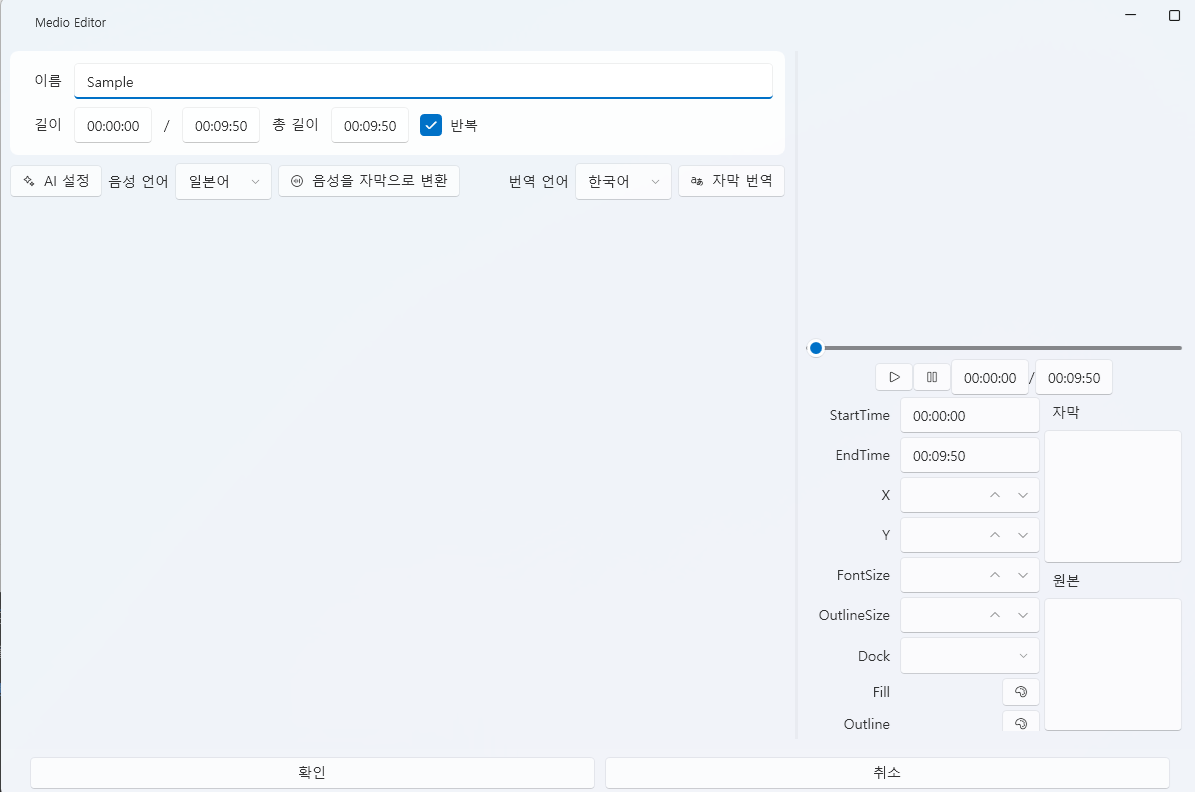 Medio Editor
이름 Sample
길이 00:00:00 / 00:09:50 총 길이 00:09:50 반복
AI 설정 음성 언어 일본어 음성을 자막으로 변환 번역 언어 한국어 자막 번역
00:00:00 / 00:09:50
StartTime 00:00:00
자막
EndTime 00:09:50
X
Y
FontSize
원본
OutlineSize
Dock
Fill
Outline
확인 취소